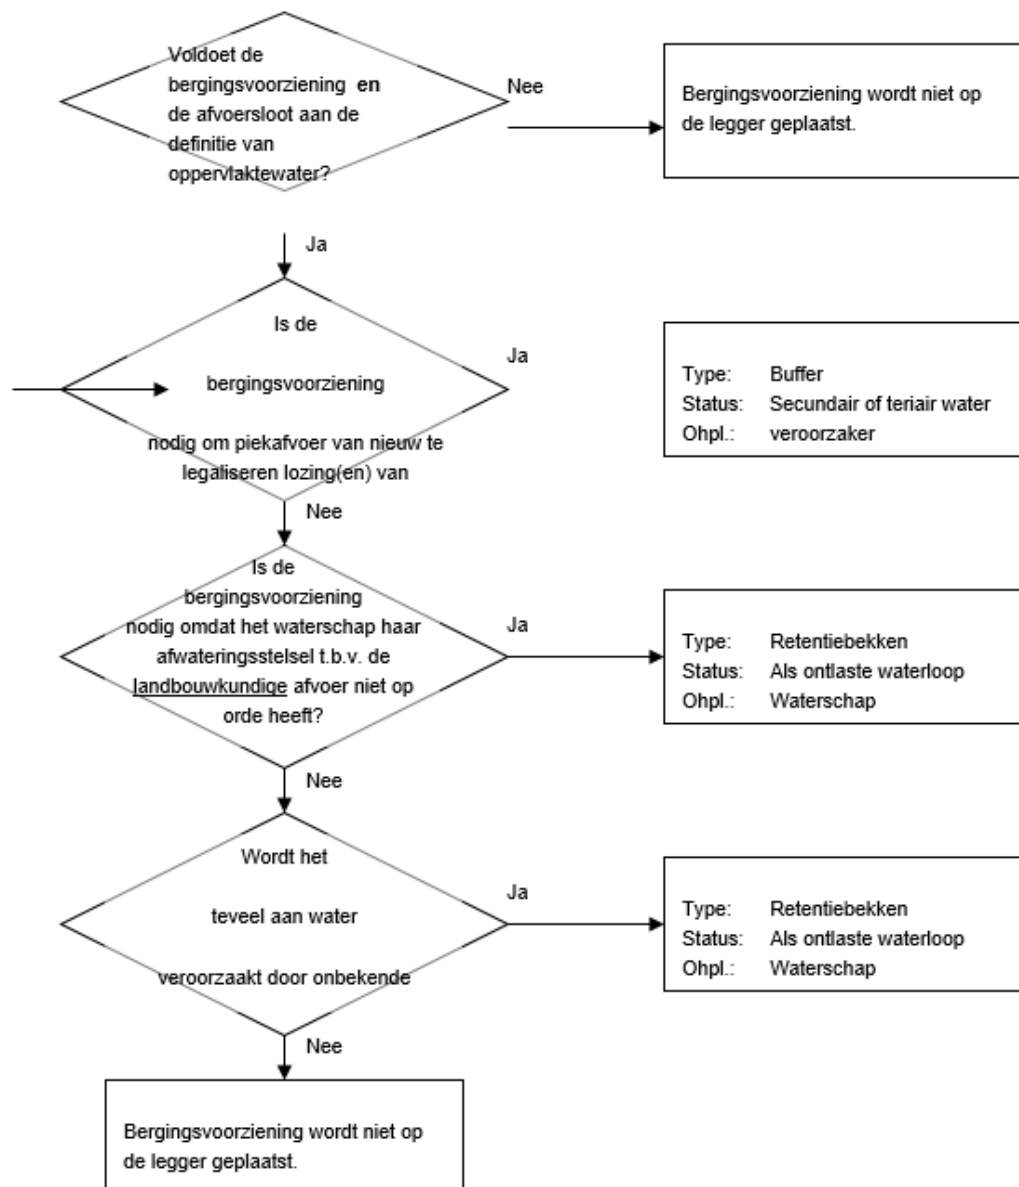 Voldoet de
bergingsvoorziening en
de afvoersloot aan de
definitie van
oppervlaktewater?
Nee
Bergingsvoorziening wordt niet op
de legger geplaatst.
Ja
Is de
bergingsvoorziening
nodig om piekafvoer van nieuw te
legaliseren lozing(en) van
Ja
Type: Buffer
Status: Secundair of teriair water
Ohpl.: veroorzaker
Nee
Is de
bergingsvoorziening
nodig omdat het waterschap haar
afwateringsstelsel t.b.v. de
landbouwkundige afvoer niet op
orde heeft?
Ja
Type: Retentiebekken
Status: Als ontlaste waterloop
Ohpl.: Waterschap
Nee
Wordt het
teveel aan water
veroorzaakt door onbekende
Ja
Type: Retentiebekken
Status: Als ontlaste waterloop
Ohpl.: Waterschap
Nee
Bergingsvoorziening wordt niet op
de legger geplaatst.